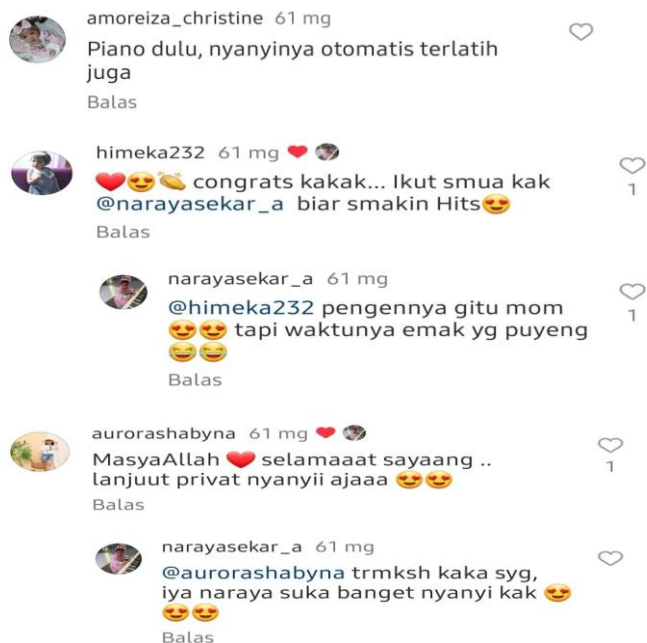 amoreiza_christine 61 mg
Piano dulu, nyanyinya otomatis terlatih
juga
Balas
himeka232 61 mg ❤️
❤️😍👏 congrats kakak... Ikut smua kak
@narayasekar_a biar smakin Hits😍
1
Balas
narayasekar_a 61 mg
@himeka232 pengennya gitu mom
😍😍 tapi waktunya emak yg puyeng
😂😂
1
Balas
aurorashabyna 61 mg ❤️
MasyaAllah ❤️ selamaaat sayaang ..
lanjuut privat nyanyii ajaaa 😍😍
1
Balas
narayasekar_a 61 mg
@aurorashabyna trmksh kaka syg,
iya naraya suka banget nyanyi kak 😍
😍😍
Balas